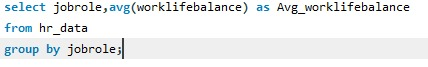 select jobrole,avg(worklifebalance) as Avg_worklifebalance
from hr_data
group by jobrole;